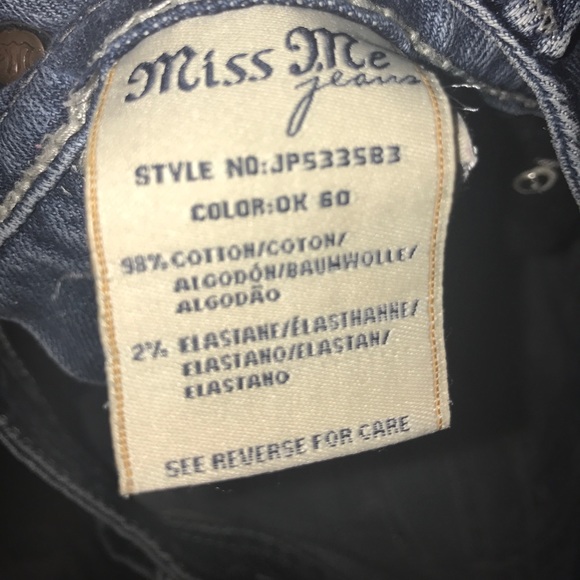 Miss Me
jeans
STYLE NO:JP5335B3
COLOR:DK 60
98% COTTON/COTON/
ALGODÓN/BAUMWOLLE/
ALGODÃO
2% ELASTANE/ÉLASTHANNE/
ELASTANO/ELASTAN/
ELASTANO
SEE REVERSE FOR CARE